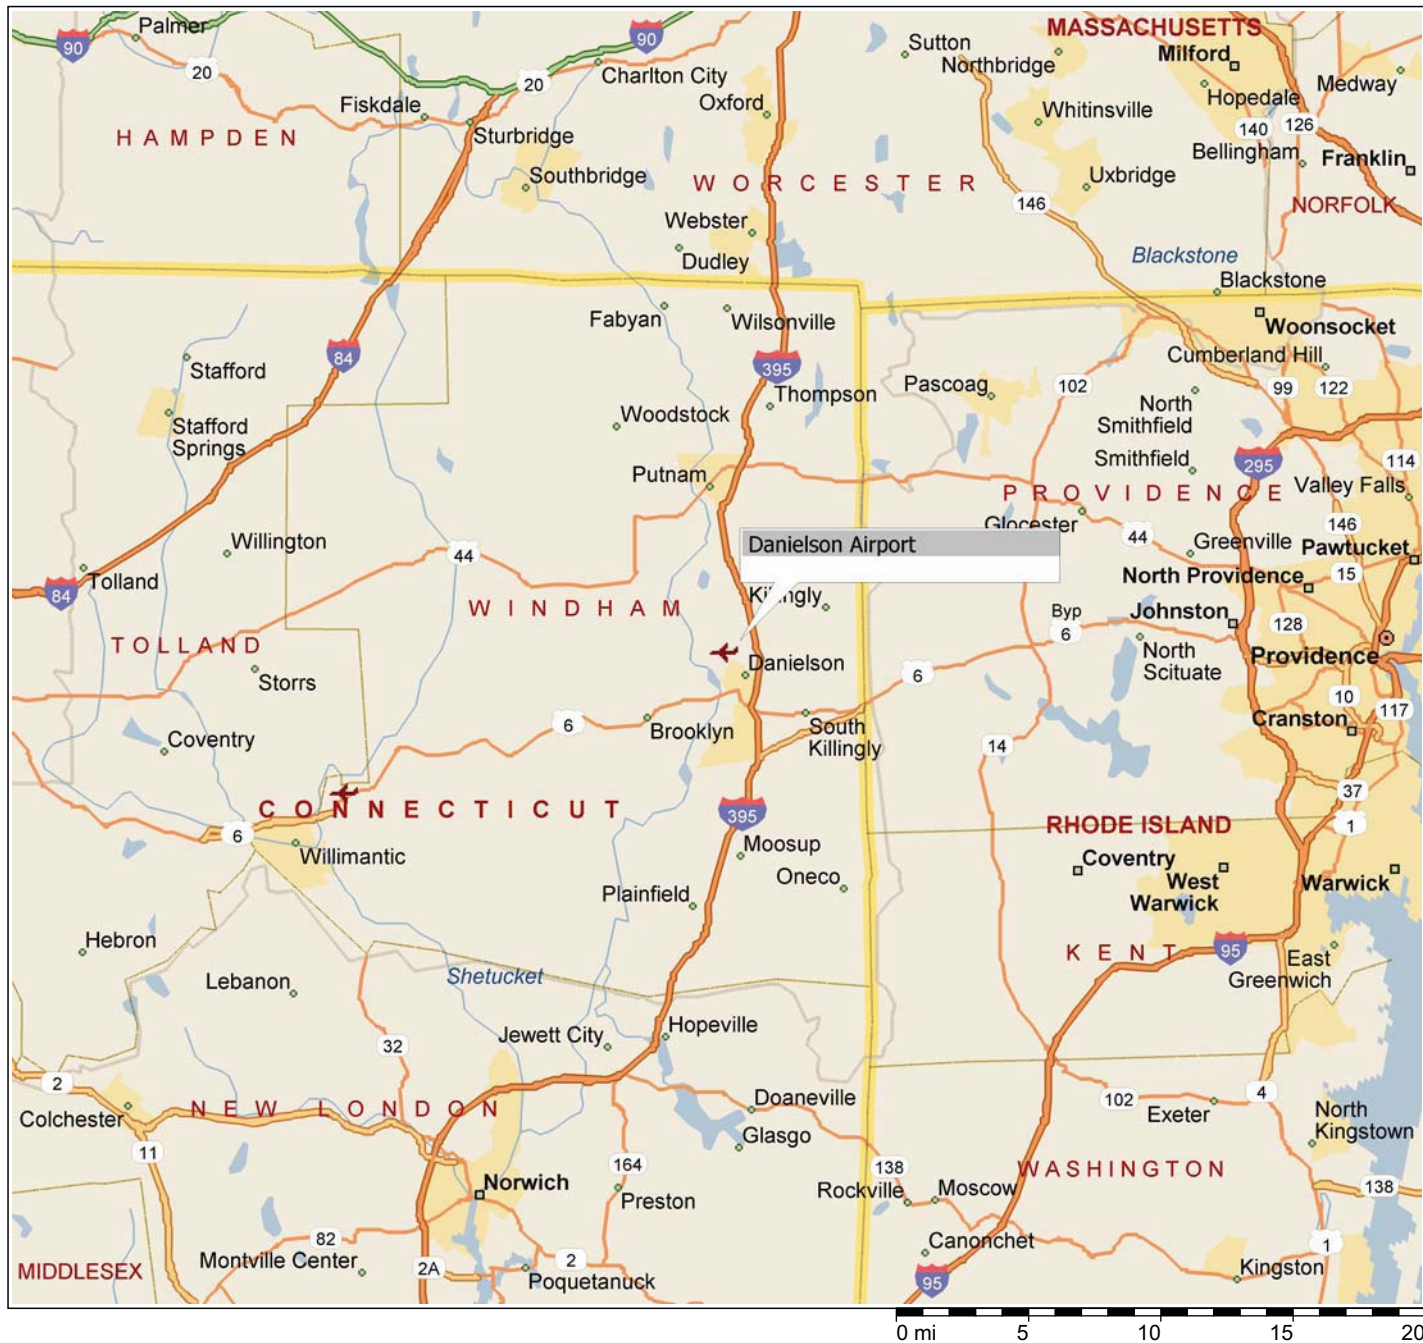 MASSACHUSETTS
Palmer
90
90
Sutton
Milford
Northbridge
20
Charlton City
20
Medway
Fiskdale
Oxford
Hopedale
Whitinsville
HAMPDEN
Sturbridge
140
126
Bellingham
Franklin
Southbridge
WORCESTER
Uxbridge
146
NORFOLK
Webster
Dudley
Blackstone
Blackstone
Fabyan
Wilsonville
Woonsocket
84
Cumberland Hill
Stafford
395
Pascoag
102
99
122
Thompson
North
Smithfield
Woodstock
Stafford
Springs
Smithfield
295
114
Putnam
PROVIDENCE
Valley Falls
Glocester
146
44
Willington
44
Greenville
Pawtucket
Danielson Airport
Tolland
North Providence
15
84
Killingly
WINDHAM
Byp
6
Johnston
128
TOLLAND
Danielson
North
Scituate
Providence
Storrs
6
10
117
6
Brooklyn
South
Killingly
Cranston
Coventry
14
37
CONNECTICUT
395
RHODE ISLAND
1
6
Willimantic
Moosup
Coventry
Oneco
West
Warwick
Warwick
Plainfield
Hebron
KENT
95
East
Greenwich
Lebanon
Shetucket
Jewett City
Hopeville
32
2
Doaneville
102
Exeter
4
North
Kingstown
Colchester
NEW LONDON
Glasgo
11
164
138
WASHINGTON
Norwich
Preston
Rockville
Moscow
138
82
Canonchet
1
Montville Center
2
MIDDLESEX
2A
Poquetanuck
95
Kingston
0 mi
5
10
15
20